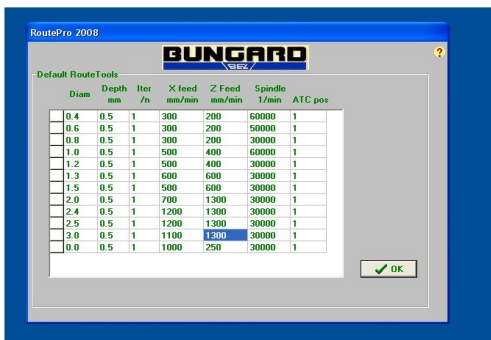 RoutePro 2008
BUNGARD
BEZ
?
Default RouteTools
Diam Depth mm Iter /n X feed mm/min Z Feed mm/min Spindle 1/min ATC pos
0.4 0.5 1 300 200 60000 1
0.6 0.5 1 300 200 50000 1
0.8 0.5 1 300 200 30000 1
1.0 0.5 1 500 400 60000 1
1.2 0.5 1 500 400 30000 1
1.3 0.5 1 600 600 30000 1
1.5 0.5 1 500 600 30000 1
2.0 0.5 1 700 1300 30000 1
2.4 0.5 1 1200 1300 30000 1
2.5 0.5 1 1200 1300 30000 1
3.0 0.5 1 1100 1300 30000 1
0.0 0.5 1 1000 250 30000 1
OK